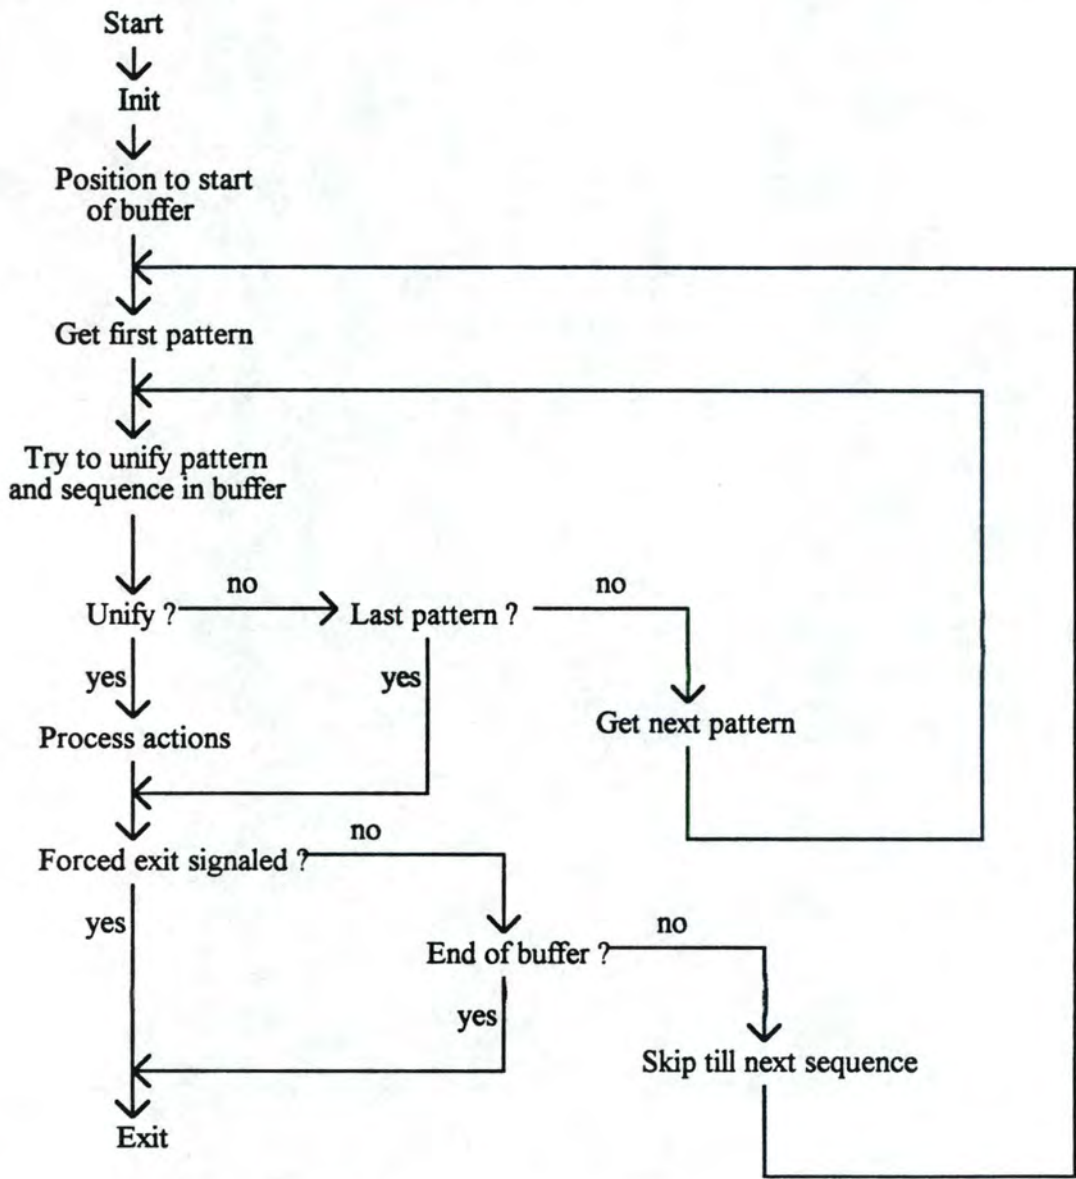 Start
Init
Position to start
of buffer
Get first pattern
Try to unify pattern
and sequence in buffer
no
no
Unify ?
Last pattern ?
yes
yes
Get next pattern
Process actions
no
Forced exit signaled ?
yes
no
End of buffer ?
yes
Skip till next sequence
Exit